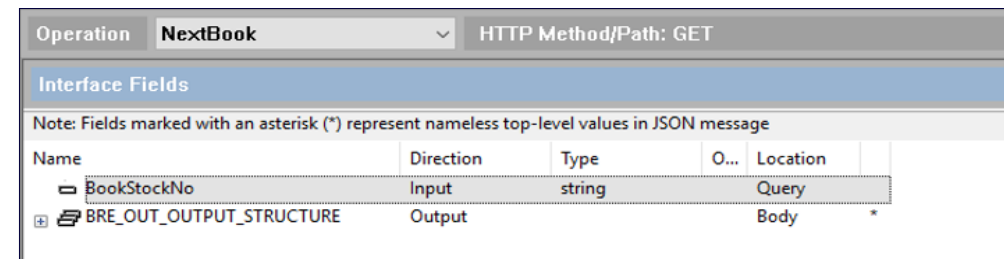 Operation NextBook HTTP Method/Path: GET
Interface Fields
Note: Fields marked with an asterisk (*) represent nameless top-level values in JSON message
Name Direction Type O... Location
BookStockNo Input string Query
BRE_OUT_OUTPUT_STRUCTURE Output Body *